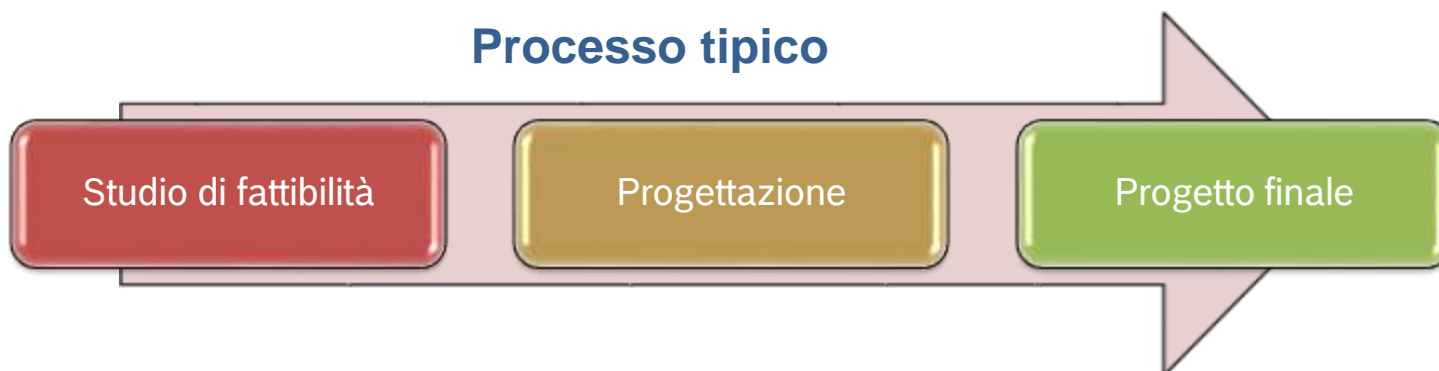 Processo tipico
Studio di fattibilità
Progettazione
Progetto finale